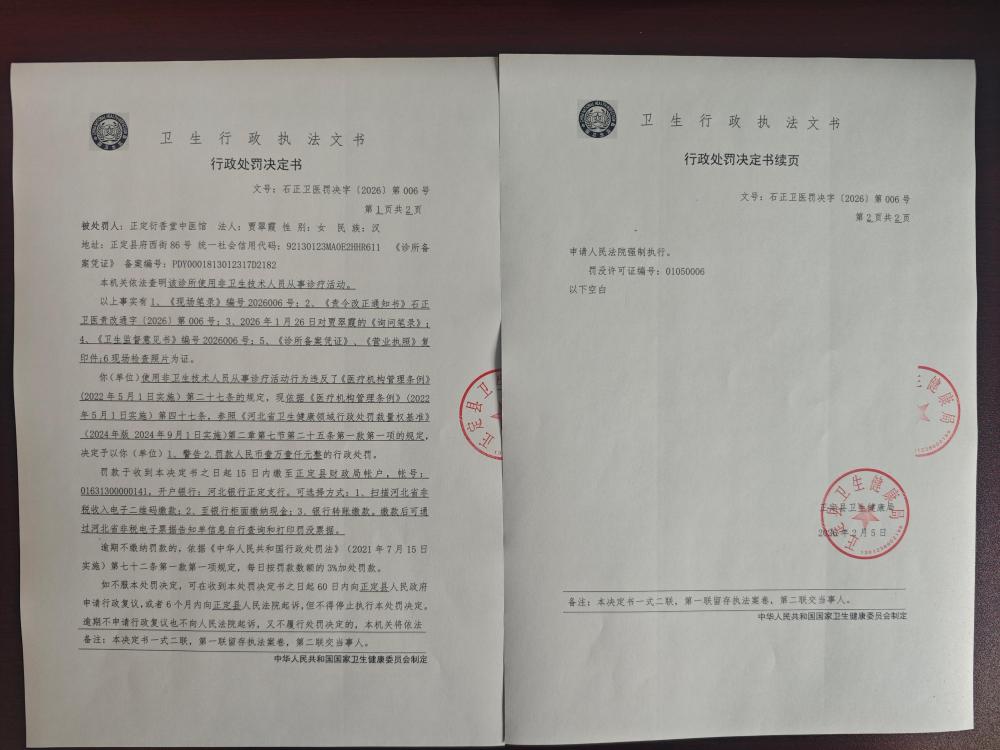 卫生行政执法文书
行政处罚决定书
文号：石正卫医罚决字〔2026〕第006号
第1页共2页
被处罚人：正定衍香堂中医馆 法人：贾翠霞 性 别：女 民 族：汉
地址：正定县府西街86号 统一社会信用代码：92130123MA0E2HHR611 《诊所备
案凭证》 备案编号：PDY0001813012317D2182
本机关依法查明该诊所使用非卫生技术人员从事诊疗活动。
以上事实有1、《现场笔录》编号2026006号；2、《责令改正通知书》石正
卫医责改通字〔2026〕第006号；3、2026年1月26日对贾翠霞的《询问笔录》；
4、《卫生监督意见书》编号2026006号；5、《诊所备案凭证》、《营业执照》复
印件；6现场检查照片为证。
你（单位）使用非卫生技术人员从事诊疗活动行为违反了《医疗机构管理条例》
（2022年5月1日实施）第二十七条的规定，现依据《医疗机构管理条例》（2022
年5月1日实施）第四十七条，参照《河北省卫生健康领域行政处罚裁量权基准》
（2024年版 2024年9月1日实施）第二章第七节第二十五条第一款第一项的规定，
决定予以你（单位）1、警告2.罚款人民币壹万壹仟元整的行政处罚。
罚款于收到本决定书之日起15日内缴至正定县财政局帐户，帐号：
01631300000141，开户银行：河北银行正定支行。可选择方式：1、扫描河北省非
税收入电子二维码缴款；2、至银行柜面缴纳现金；3、银行转账缴款。缴款后可通
过河北省非税电子票据告知单信息自行查询和打印罚没票据。
逾期不缴纳罚款的，依据《中华人民共和国行政处罚法》（2021年7月15日
实施）第七十二条第一款第一项规定，每日按罚款数额的3%加处罚款。
如不服本处罚决定，可在收到本处罚决定书之日起60日内向正定县人民政府
申请行政复议，或者6个月内向正定县人民法院起诉，但不得停止执行本处罚决定。
逾期不申请行政复议也不向人民法院起诉，又不履行处罚决定的，本机关将依法
备注：本决定书一式二联，第一联留存执法案卷，第二联交当事人。
中华人民共和国国家卫生健康委员会制定
正定县卫
卫生行政执法文书
行政处罚决定书续页
文号：石正卫医罚决字〔2026〕第006号
第2页共2页
申请人民法院强制执行。
罚没许可证编号：01050006
以下空白
生健康局
正定县卫生健康局
正定县卫生健康局
2026年2月5日
备注：本决定书一式二联，第一联留存执法案卷，第二联交当事人。
中华人民共和国国家卫生健康委员会制定